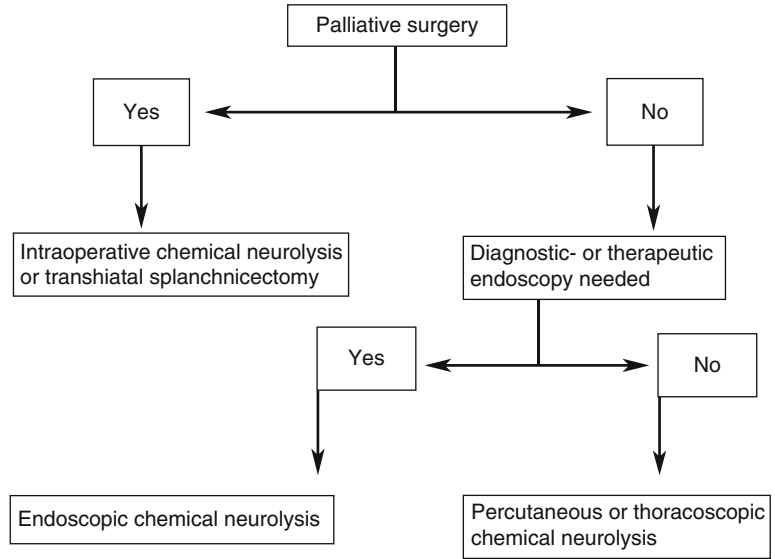 Palliative surgery
Yes
No
Intraoperative chemical neurolysis
or transhiatal splanchnicectomy
Diagnostic- or therapeutic
endoscopy needed
Yes
No
Endoscopic chemical neurolysis
Percutaneous or thoracoscopic
chemical neurolysis